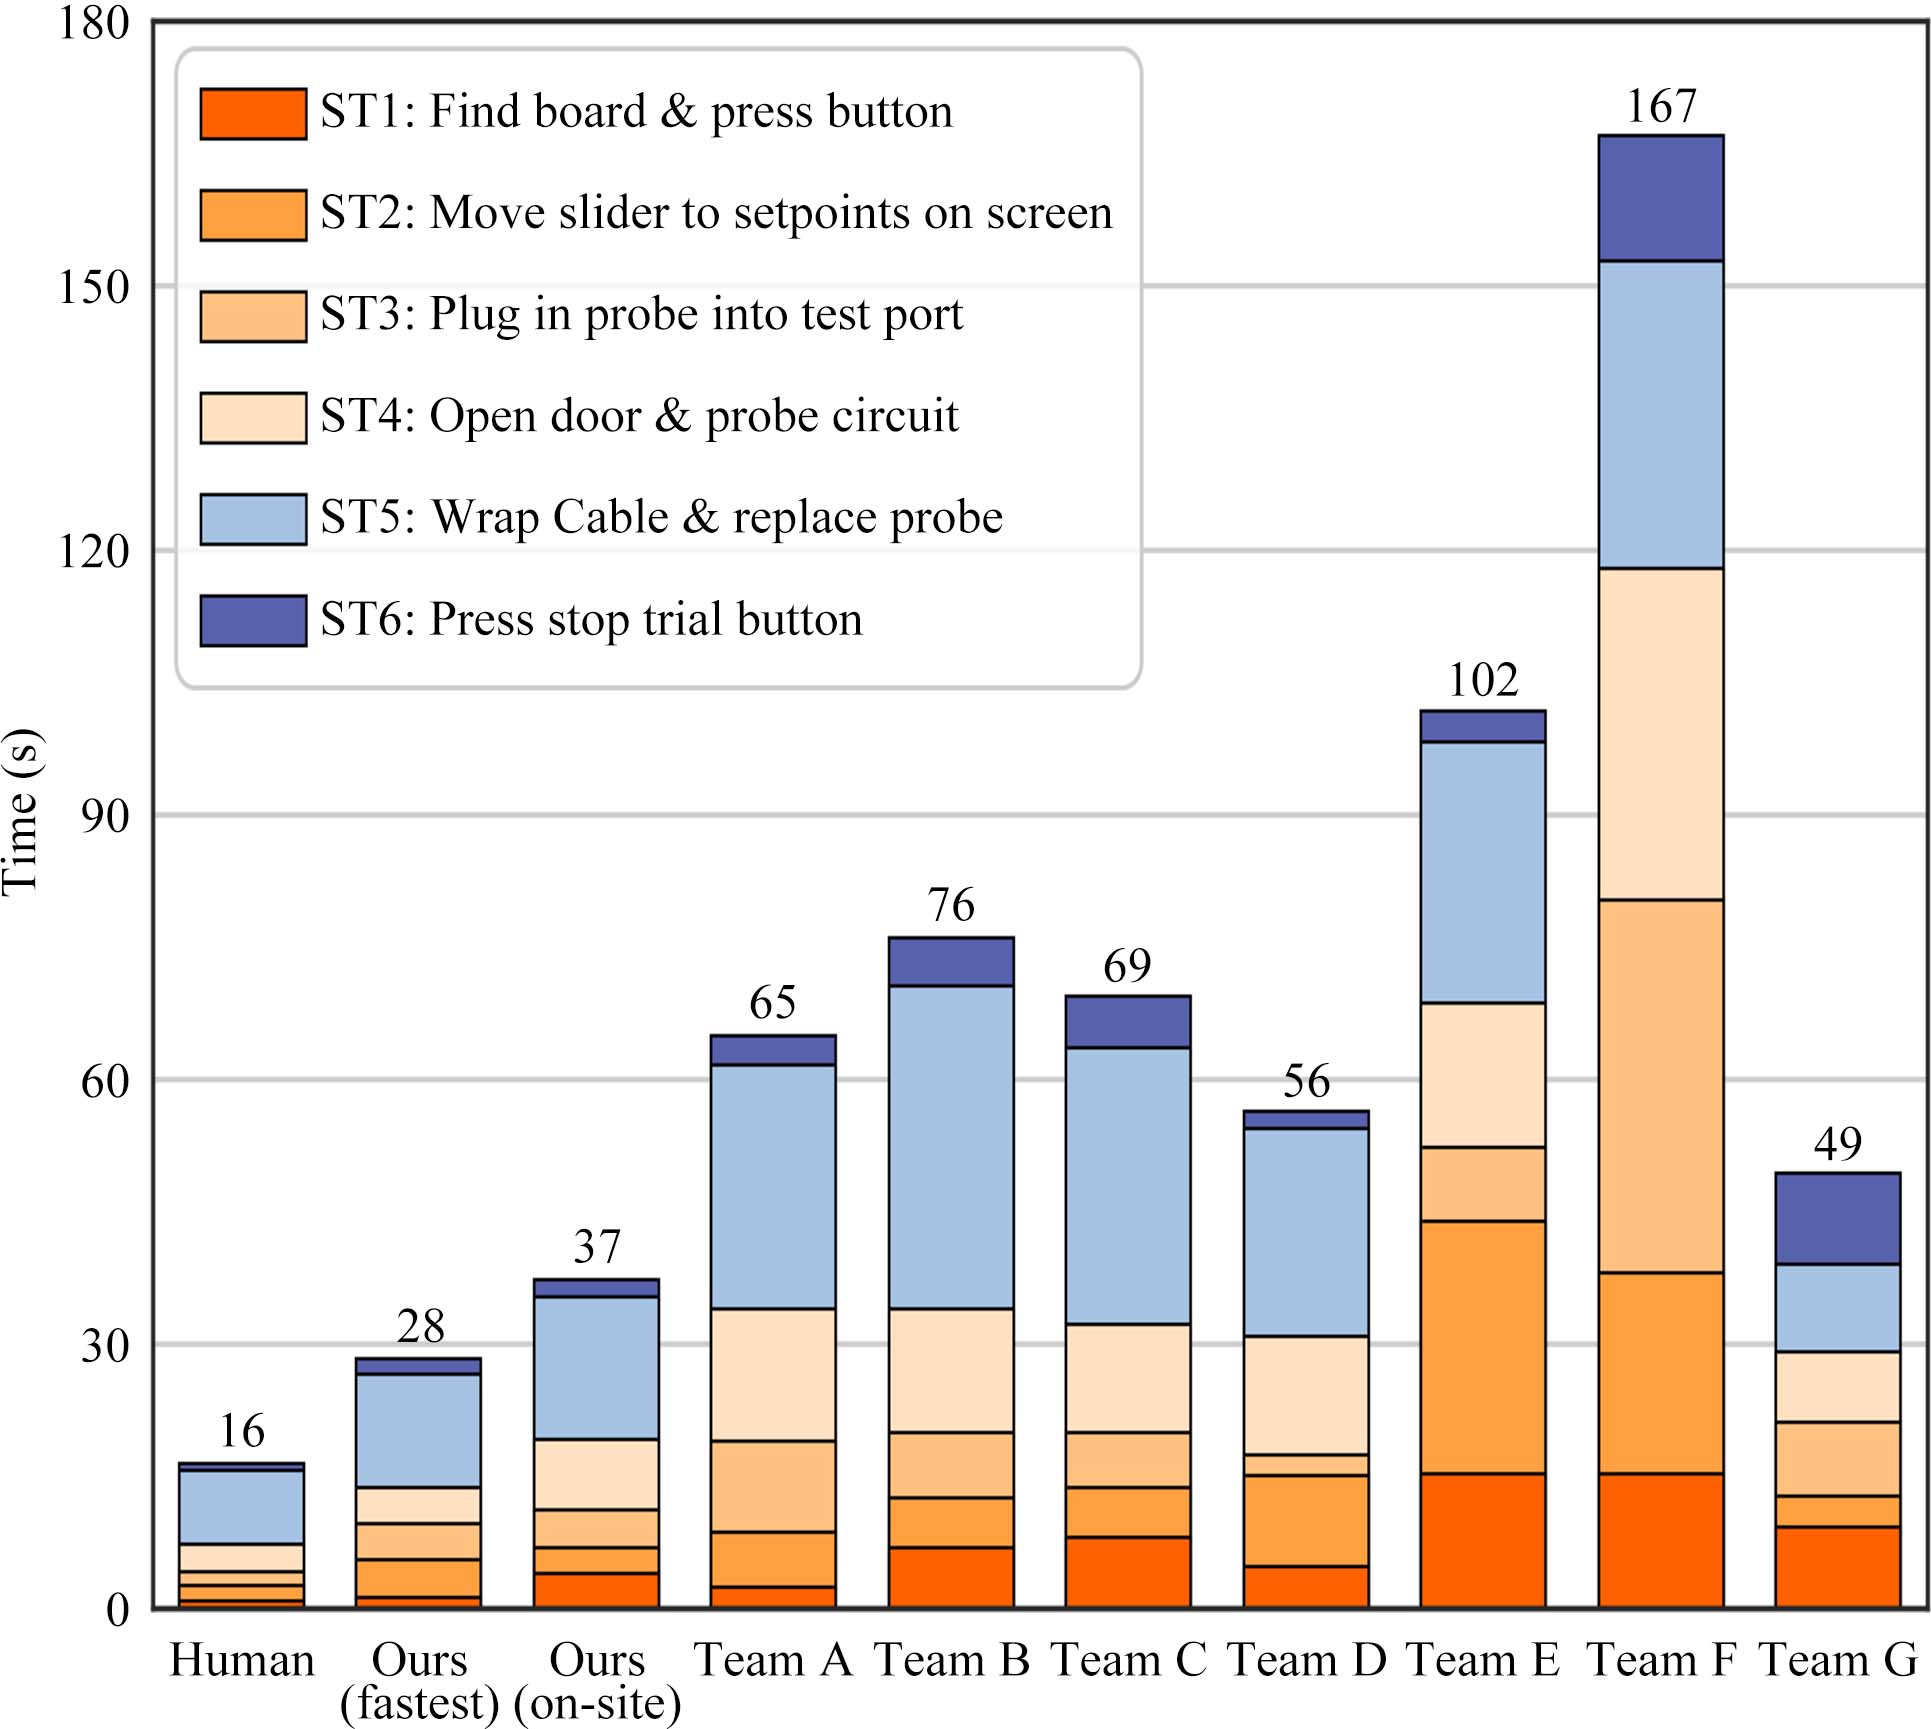 180
150
120
90
60
30
0
Time (s)
ST1: Find board & press button
ST2: Move slider to setpoints on screen
ST3: Plug in probe into test port
ST4: Open door & probe circuit
ST5: Wrap Cable & replace probe
ST6: Press stop trial button
16
28
37
65
76
69
56
102
167
49
Human
Ours
(fastest)
Ours
(on-site)
Team A
Team B
Team C
Team D
Team E
Team F
Team G